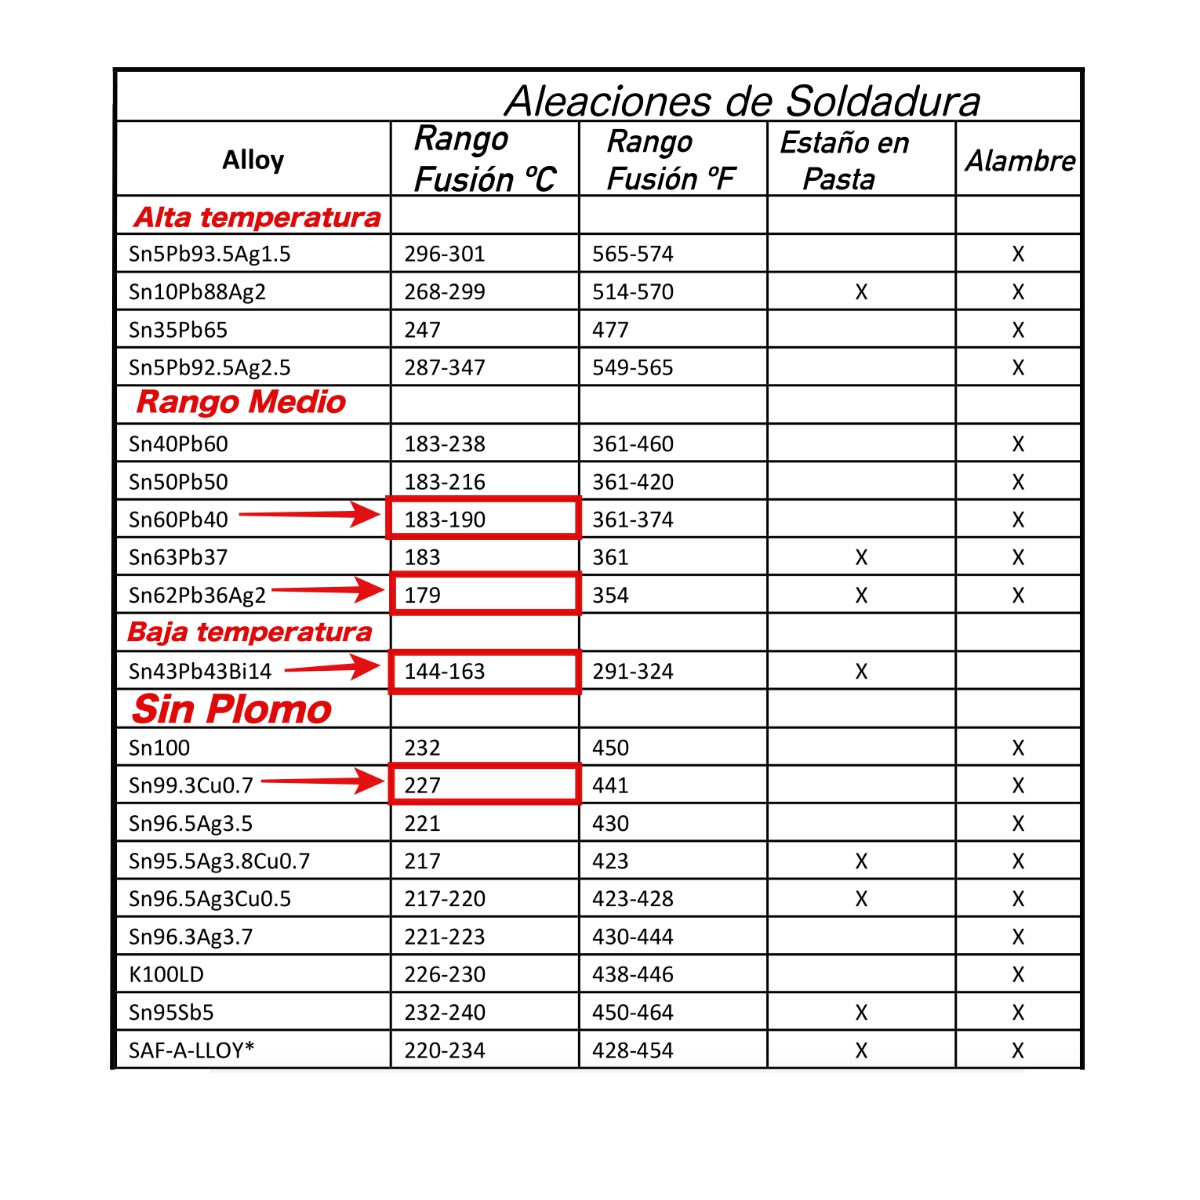 Aleaciones de Soldadura
Alloy Rango Fusión ºC Rango Fusión ºF Estaño en Pasta Alambre
Alta temperatura
Sn5Pb93.5Ag1.5 296-301 565-574 X
Sn10Pb88Ag2 268-299 514-570 X X
Sn35Pb65 247 477 X
Sn5Pb92.5Ag2.5 287-347 549-565 X
Rango Medio
Sn40Pb60 183-238 361-460 X
Sn50Pb50 183-216 361-420 X
Sn60Pb40 183-190 361-374 X
Sn63Pb37 183 361 X X
Sn62Pb36Ag2 179 354 X X
Baja temperatura
Sn43Pb43Bi14 144-163 291-324 X
Sin Plomo
Sn100 232 450 X
Sn99.3Cu0.7 227 441 X
Sn96.5Ag3.5 221 430 X
Sn95.5Ag3.8Cu0.7 217 423 X X
Sn96.5Ag3Cu0.5 217-220 423-428 X X
Sn96.3Ag3.7 221-223 430-444 X
K100LD 226-230 438-446 X
Sn95Sb5 232-240 450-464 X X
SAF-A-LLOY* 220-234 428-454 X X